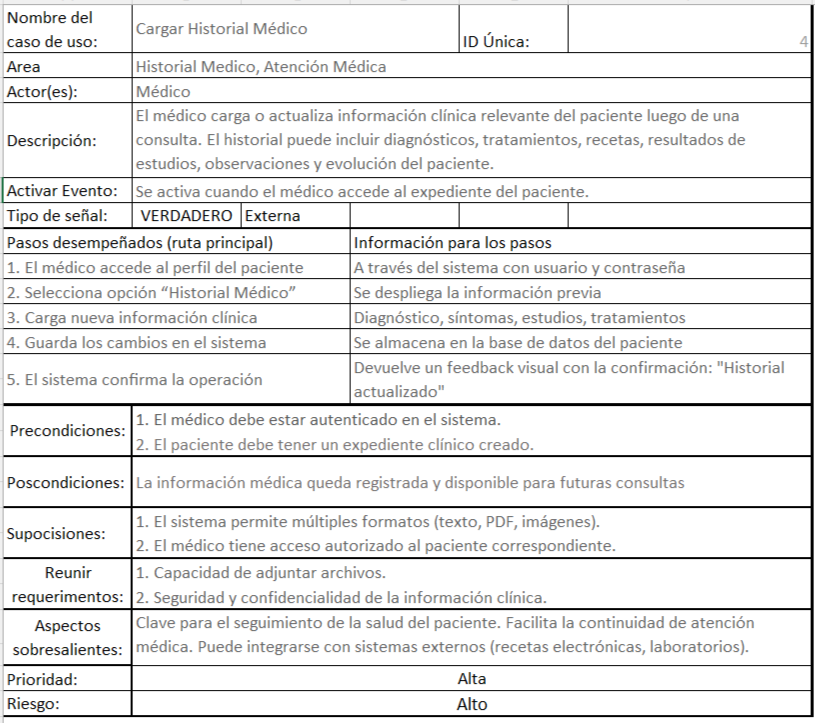 Nombre del
caso de uso:
Cargar Historial Médico
ID Única:
4
Area
Historial Medico, Atención Médica
Actor(es):
Médico
Descripción:
El médico carga o actualiza información clínica relevante del paciente luego de una
consulta. El historial puede incluir diagnósticos, tratamientos, recetas, resultados de
estudios, observaciones y evolución del paciente.
Activar Evento:
Se activa cuando el médico accede al expediente del paciente.
Tipo de señal:
VERDADERO
Externa
Pasos desempeñados (ruta principal)
Información para los pasos
1. El médico accede al perfil del paciente
A través del sistema con usuario y contraseña
2. Selecciona opción “Historial Médico”
Se despliega la información previa
3. Carga nueva información clínica
Diagnóstico, síntomas, estudios, tratamientos
4. Guarda los cambios en el sistema
Se almacena en la base de datos del paciente
5. El sistema confirma la operación
Devuelve un feedback visual con la confirmación: "Historial
actualizado"
Precondiciones:
1. El médico debe estar autenticado en el sistema.
2. El paciente debe tener un expediente clínico creado.
Poscondiciones:
La información médica queda registrada y disponible para futuras consultas
Supocisiones:
1. El sistema permite múltiples formatos (texto, PDF, imágenes).
2. El médico tiene acceso autorizado al paciente correspondiente.
Reunir
requerimentos:
1. Capacidad de adjuntar archivos.
2. Seguridad y confidencialidad de la información clínica.
Aspectos
sobresalientes:
Clave para el seguimiento de la salud del paciente. Facilita la continuidad de atención
médica. Puede integrarse con sistemas externos (recetas electrónicas, laboratorios).
Prioridad:
Alta
Riesgo:
Alto